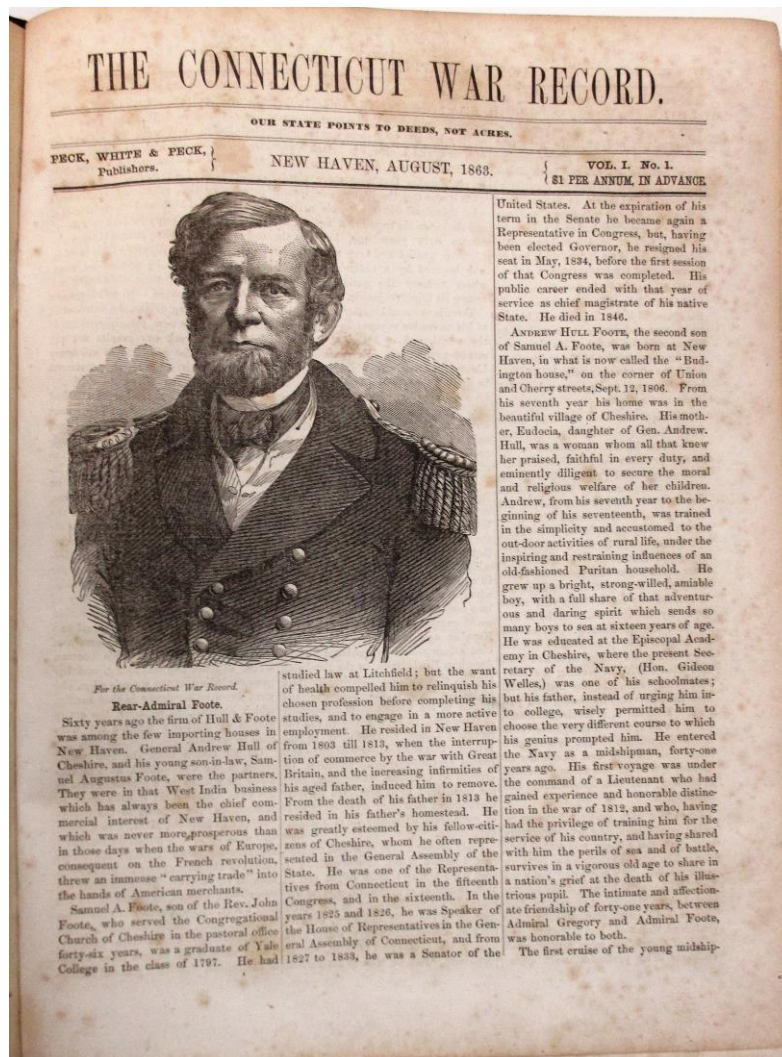 THE CONNECTICUT WAR RECORD.
OUR STATE POINTS TO DEEDS, NOT ACRES.
PECK, WHITE & PECK,
Publishers.
NEW HAVEN, AUGUST, 1863.
VOL. I. No. 1.
$1 PER ANNUM, IN ADVANCE
For the Connecticut War Record.
Rear-Admiral Foote.
Sixty years ago the firm of Hull & Foote
was among the few importing houses in
New Haven. General Andrew Hull of
Cheshire, and his young son-in-law, Sam-
uel Augustus Foote, were the partners.
They were in that West India business
which has always been the chief com-
mercial interest of New Haven, and
which was never more prosperous than
in those days when the wars of Europe,
consequent on the French revolution,
threw an immense "carrying trade" into
the hands of American merchants.
Samuel A. Foote, son of the Rev. John
Foote, who served the Congregational
Church of Cheshire in the pastoral office
forty-six years, was a graduate of Yale
College in the class of 1797. He had
studied law at Litchfield; but the want
of health compelled him to relinquish his
chosen profession before completing his
studies, and to engage in a more active
employment. He resided in New Haven
from 1803 till 1813, when the interrup-
tion of commerce by the war with Great
Britain, and the increasing infirmities of
his aged father, induced him to remove.
From the death of his father in 1813 he
resided in his father's homestead. He
was greatly esteemed by his fellow-citi-
zens of Cheshire, whom he often repre-
sented in the General Assembly of the
State. He was one of the Representa-
tives from Connecticut in the fifteenth
Congress, and in the sixteenth. In the
years 1825 and 1826, he was Speaker of
the House of Representatives in the Gen-
eral Assembly of Connecticut, and from
1827 to 1833, he was a Senator of the
United States. At the expiration of his
term in the Senate he became again a
Representative in Congress, but, having
been elected Governor, he resigned his
seat in May, 1834, before the first session
of that Congress was completed. His
public career ended with that year of
service as chief magistrate of his native
State. He died in 1846.
ANDREW HULL FOOTE, the second son
of Samuel A. Foote, was born at New
Haven, in what is now called the "Bud-
ington house," on the corner of Union
and Cherry streets, Sept. 12, 1806. From
his seventh year his home was in the
beautiful village of Cheshire. His moth-
er, Eudocia, daughter of Gen. Andrew.
Hull, was a woman whom all that knew
her praised, faithful in every duty, and
eminently diligent to secure the moral
and religious welfare of her children.
Andrew, from his seventh year to the be-
ginning of his seventeenth, was trained
in the simplicity and accustomed to the
out-door activities of rural life, under the
inspiring and restraining influences of an
old-fashioned Puritan household. He
grew up a bright, strong-willed, amiable
boy, with a full share of that adventur-
ous and daring spirit which sends so
many boys to sea at sixteen years of age.
He was educated at the Episcopal Acad-
emy in Cheshire, where the present Sec-
retary of the Navy, (Hon. Gideon
Welles,) was one of his schoolmates;
but his father, instead of urging him in-
to college, wisely permitted him to
choose the very different course to which
his genius prompted him. He entered
the Navy as a midshipman, forty-one
years ago. His first voyage was under
the command of a Lieutenant who had
gained experience and honorable distinc-
tion in the war of 1812, and who, having
had the privilege of training him for the
service of his country, and having shared
with him the perils of sea and of battle,
survives in a vigorous old age to share in
a nation's grief at the death of his illus-
trious pupil. The intimate and affection-
ate friendship of forty-one years, between
Admiral Gregory and Admiral Foote,
was honorable to both.
The first cruise of the young midship-